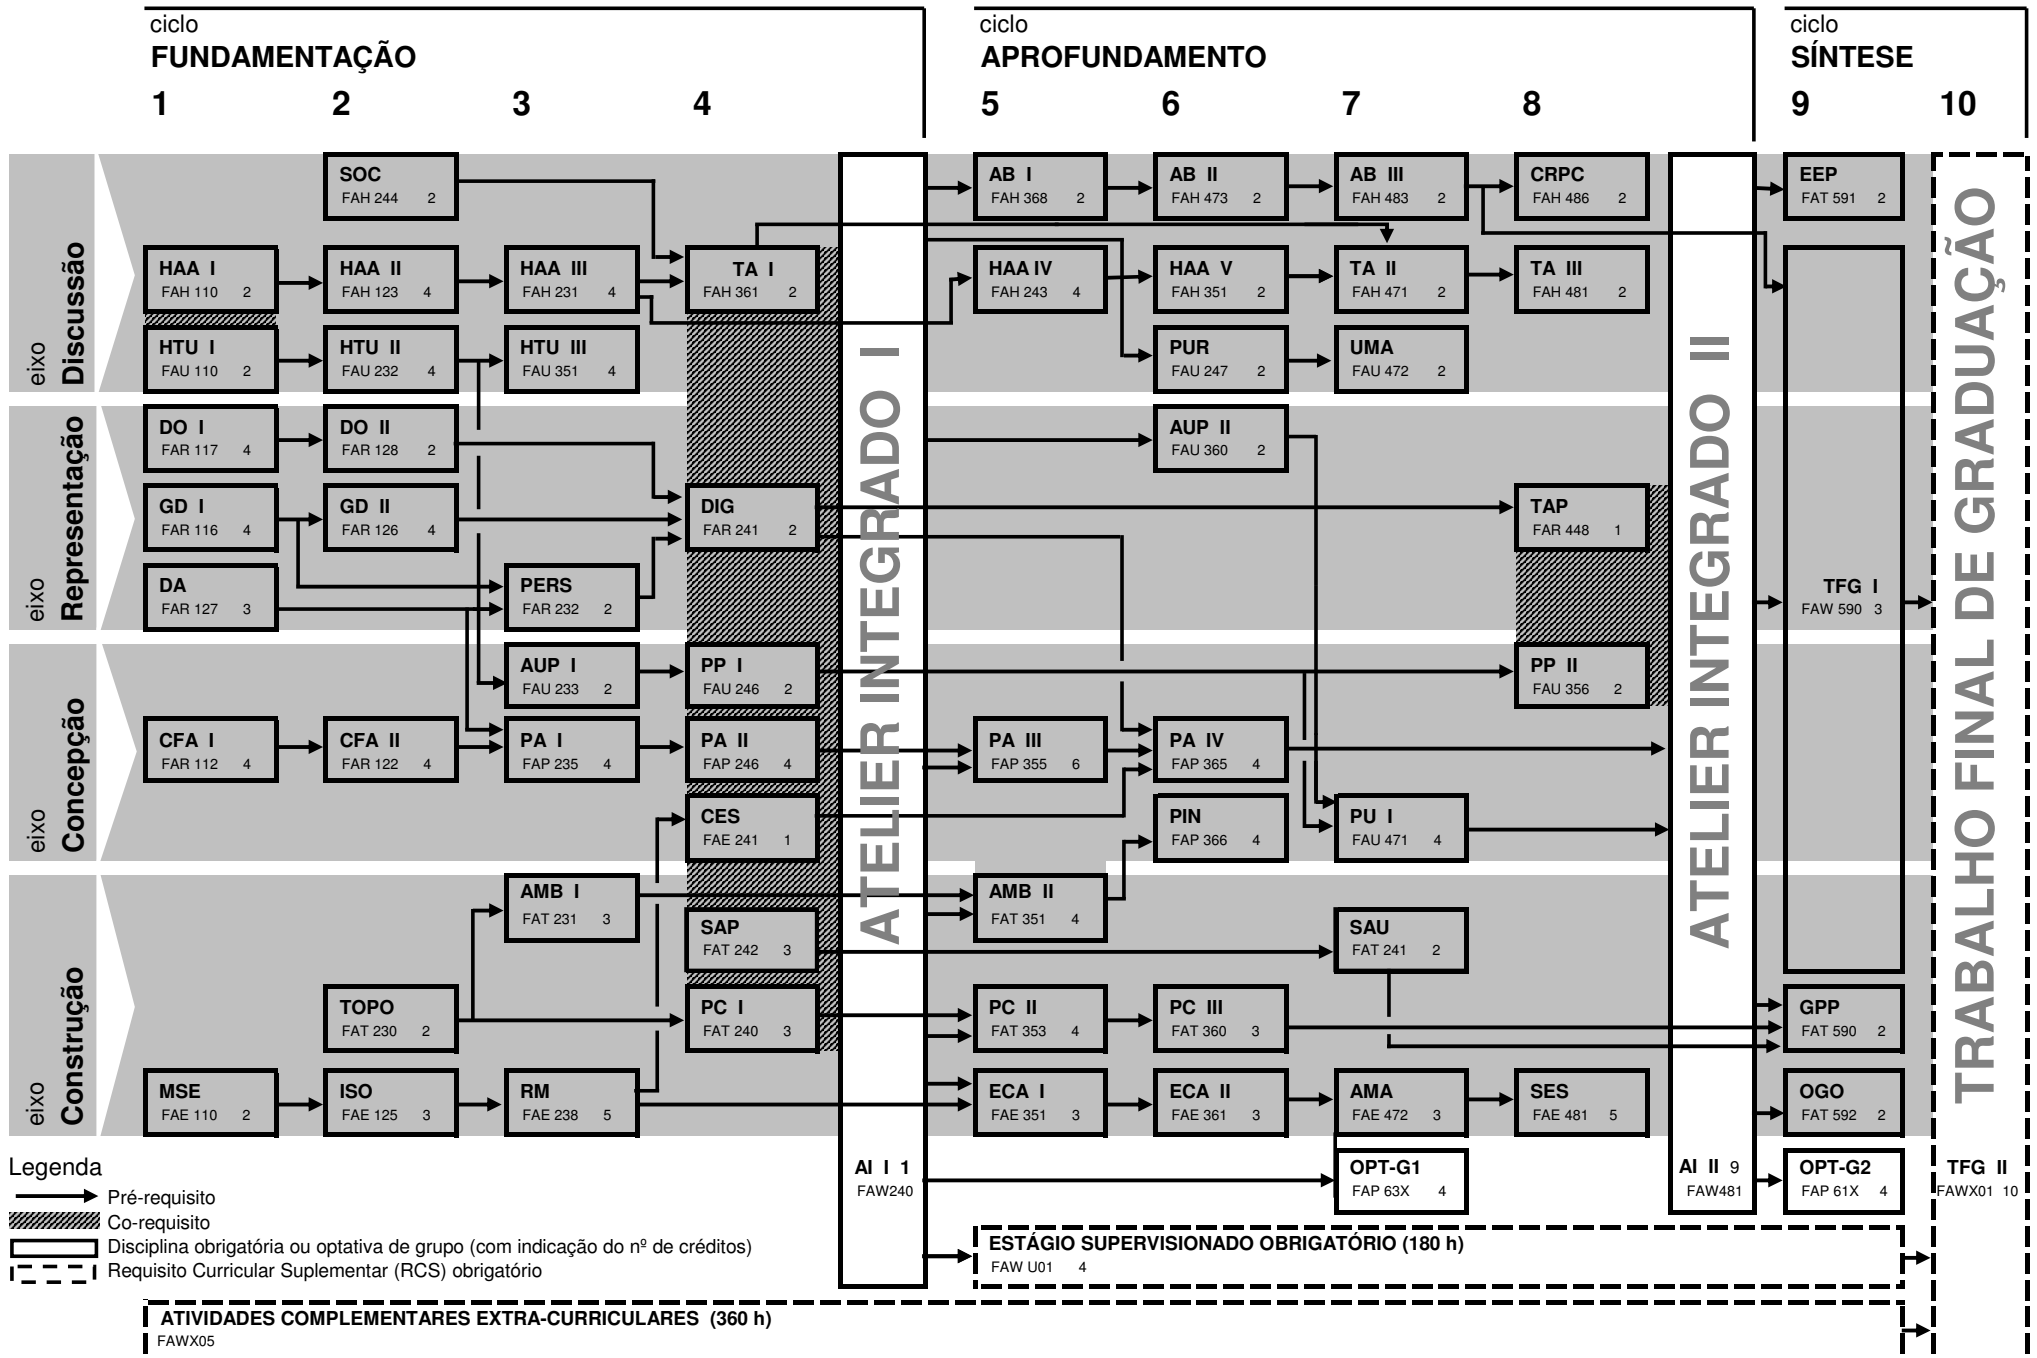 ciclo
FUNDAMENTAÇÃO
1 2 3 4
ciclo
APROFUNDAMENTO
5 6 7 8
ciclo
SÍNTESE
9 10
eixo
Discussão
SOC
FAH 244 2
AB I
FAH 368 2
AB II
FAH 473 2
AB III
FAH 483 2
CRPC
FAH 486 2
EEP
FAT 591 2
HAA I
FAH 110 2
HAA II
FAH 123 4
HAA III
FAH 231 4
TA I
FAH 361 2
HAA IV
FAH 243 4
HAA V
FAH 351 2
TA II
FAH 471 2
TA III
FAH 481 2
HTU I
FAU 110 2
HTU II
FAU 232 4
HTU III
FAU 351 4
PUR
FAU 247 2
UMA
FAU 472 2
eixo
Representação
DO I
FAR 117 4
DO II
FAR 128 2
AUP II
FAU 360 2
GD I
FAR 116 4
GD II
FAR 126 4
DIG
FAR 241 2
TAP
FAR 448 1
DA
FAR 127 3
PERS
FAR 232 2
TFG I
FAW 590 3
eixo
Concepção
AUP I
FAU 233 2
PP I
FAU 246 2
PP II
FAU 356 2
CFA I
FAR 112 4
CFA II
FAR 122 4
PA I
FAP 235 4
PA II
FAP 246 4
PA III
FAP 355 6
PA IV
FAP 365 4
CES
FAE 241 1
PIN
FAP 366 4
PU I
FAU 471 4
eixo
Construção
AMB I
FAT 231 3
AMB II
FAT 351 4
SAP
FAT 242 3
SAU
FAT 241 2
TOPO
FAT 230 2
PC I
FAT 240 3
PC II
FAT 353 4
PC III
FAT 360 3
GPP
FAT 590 2
MSE
FAE 110 2
ISO
FAE 125 3
RM
FAE 238 5
ECA I
FAE 351 3
ECA II
FAE 361 3
AMA
FAE 472 3
SES
FAE 481 5
OGO
FAT 592 2
ATELIER INTEGRADO I
AI I 1
FAW240
ATELIER INTEGRADO II
AI II 9
FAW481
TRABALHO FINAL DE GRADUAÇÃO
TFG II
FAWX01 10
OPT-G1
FAP 63X 4
OPT-G2
FAP 61X 4
Legenda
Pré-requisito
Co-requisito
Disciplina obrigatória ou optativa de grupo (com indicação do nº de créditos)
Requisito Curricular Suplementar (RCS) obrigatório
ESTÁGIO SUPERVISIONADO OBRIGATÓRIO (180 h)
FAW U01 4
ATIVIDADES COMPLEMENTARES EXTRA-CURRICULARES (360 h)
FAWX05